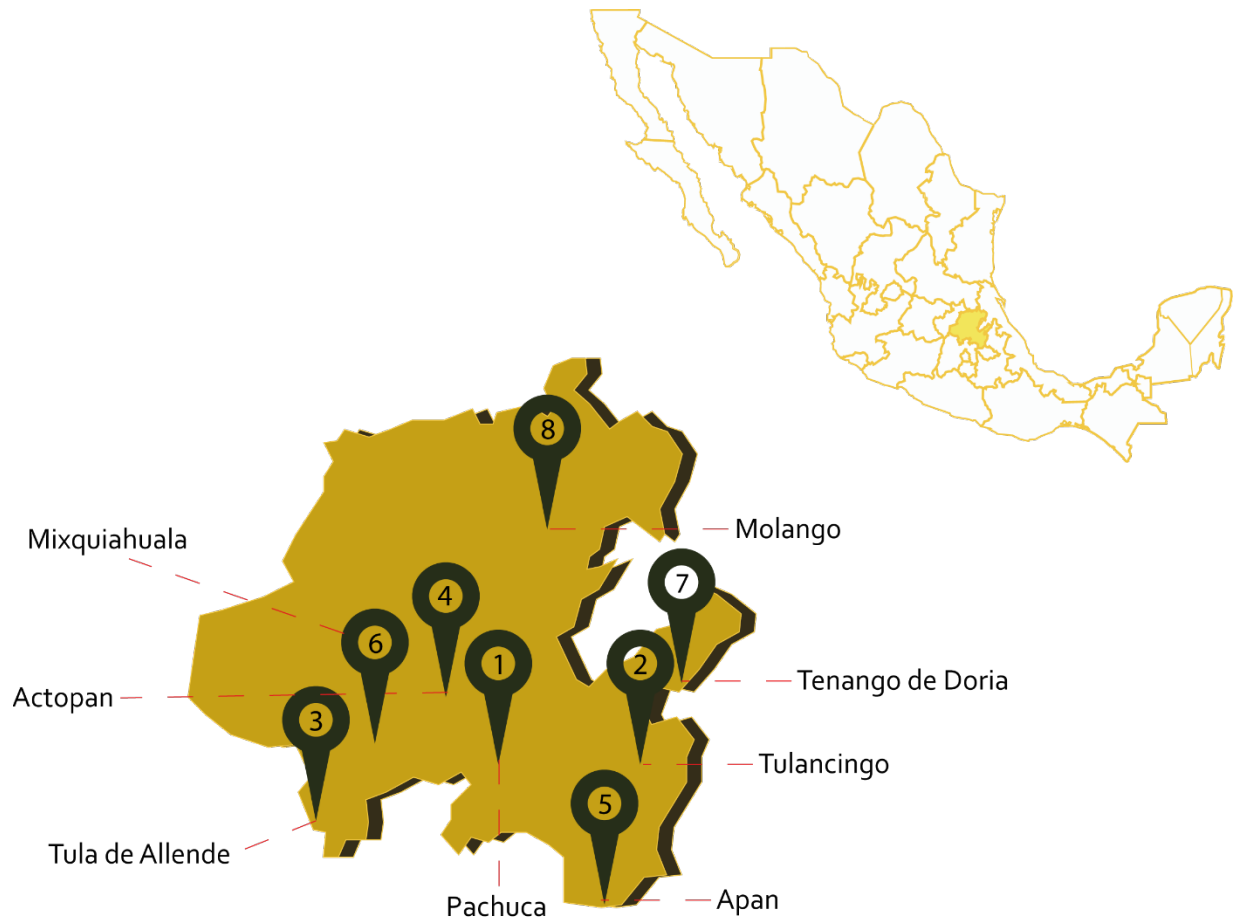 8
Molango
Mixquiahuala
7
4
6
1
2
Tenango de Doria
Actopan
3
Tulancingo
5
Tula de Allende
Pachuca
Apan